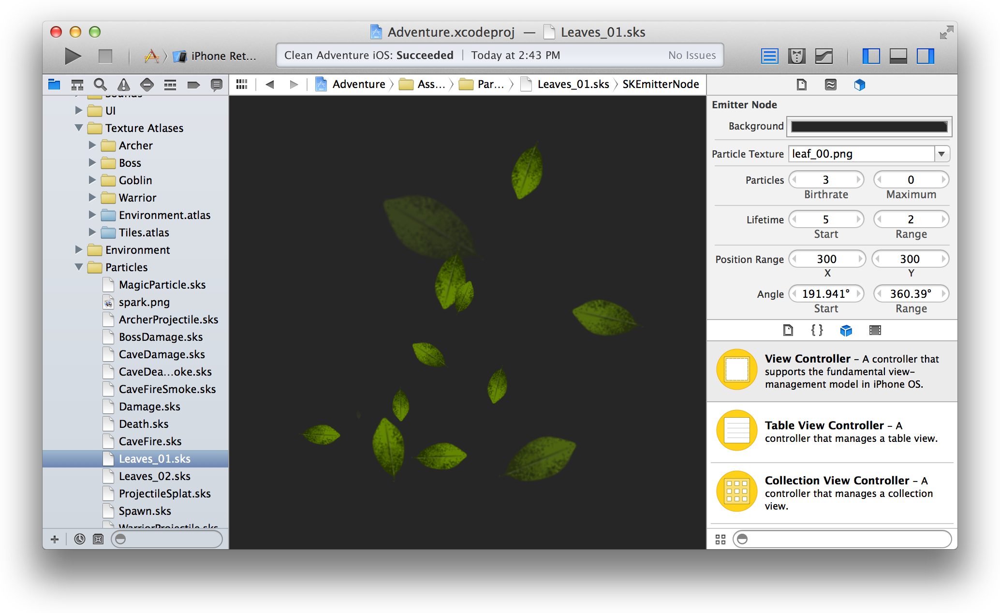 Adventure.xcodeproj — Leaves_01.sks
iPhone Ret...
Clean Adventure iOS: Succeeded | Today at 2:43 PM
No Issues
Adventure
Ass...
Par...
Leaves_01.sks
SKEmitterNode
Sounds
UI
Texture Atlases
Archer
Boss
Goblin
Warrior
Environment.atlas
Tiles.atlas
Environment
Particles
MagicParticle.sks
spark.png
ArcherProjectile.sks
BossDamage.sks
CaveDamage.sks
CaveDea...oke.sks
CaveFireSmoke.sks
Damage.sks
Death.sks
CaveFire.sks
Leaves_01.sks
Leaves_02.sks
ProjectileSplat.sks
Spawn.sks
WarriorProjectile.sks
Emitter Node
Background
Particle Texture leaf_00.png
Particles 3 0
Birthrate Maximum
Lifetime 5 2
Start Range
Position Range 300 300
X Y
Angle 191.941° 360.39°
Start Range
{ }
View Controller – A controller that
supports the fundamental view-
management model in iPhone OS.
Table View Controller – A
controller that manages a table view.
Collection View Controller – A
controller that manages a collection
view.